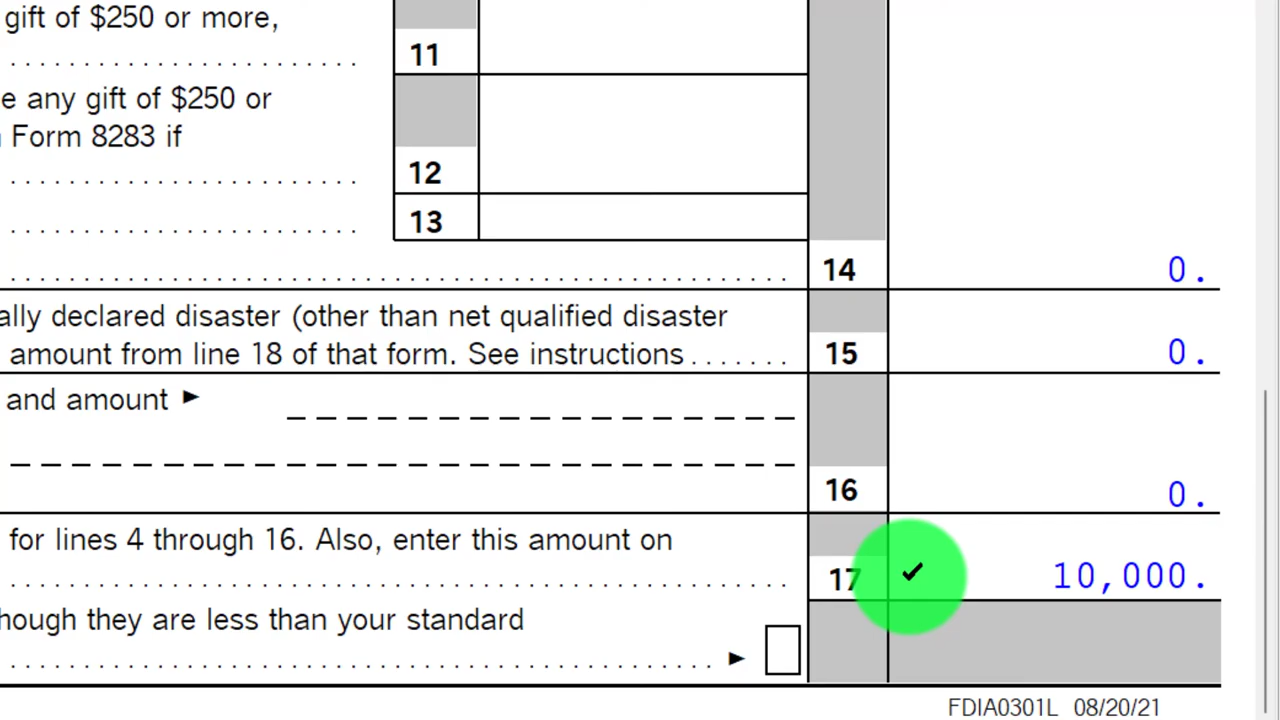 gift of $250 or more,
11
e any gift of $250 or
Form 8283 if
12
13
14 0.
ally declared disaster (other than net qualified disaster
amount from line 18 of that form. See instructions 15 0.
and amount ►
16 0.
for lines 4 through 16. Also, enter this amount on
17 ✓ 10,000.
hough they are less than your standard
►
FDIA0301L 08/20/21